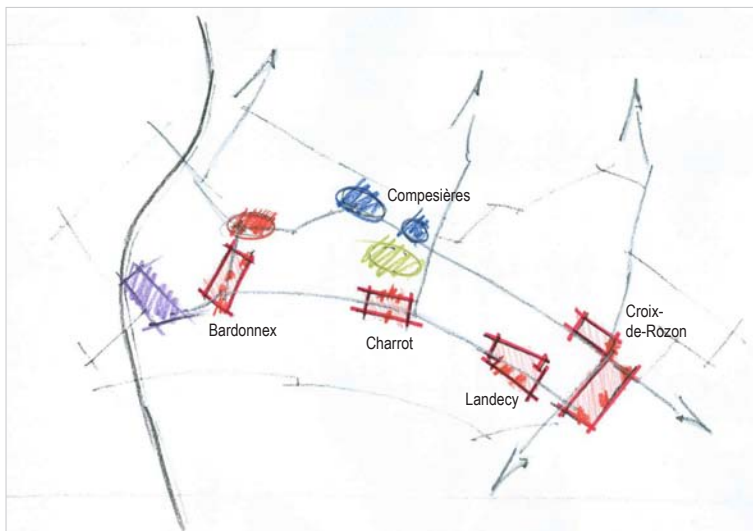 Compesières
Bardonnex
Charrot
Croix-
de-Rozon
Landecy